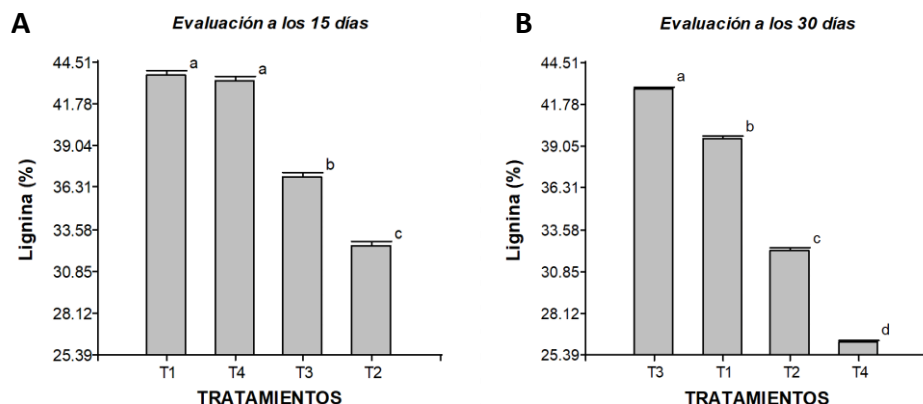 A
Evaluación a los 15 días
44.51
41.78
39.04
36.31
33.58
30.85
28.12
25.39
Lignina (%)
a
a
b
c
T1 T4 T3 T2
TRATAMIENTOS
B
Evaluación a los 30 días
44.51
41.78
39.05
36.31
33.58
30.85
28.12
25.39
Lignina (%)
a
b
c
d
T3 T1 T2 T4
TRATAMIENTOS